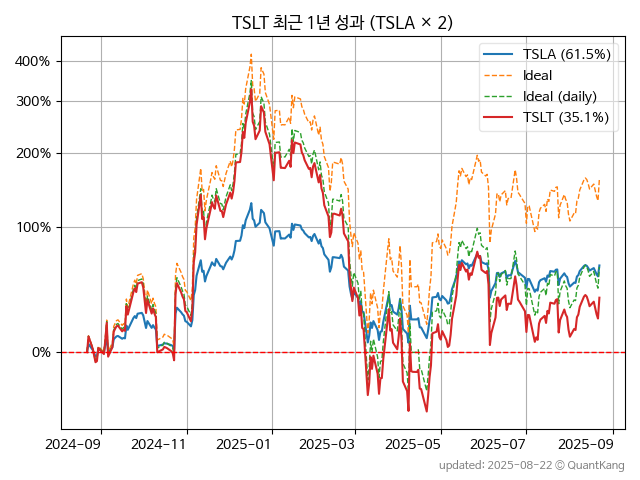 TSLT 최근 1년 성과 (TSLA × 2)
400%
300%
200%
100%
0%
TSLA (61.5%)
Ideal
Ideal (daily)
TSLT (35.1%)
2024-09 2024-11 2025-01 2025-03 2025-05 2025-07 2025-09
updated: 2025-08-22 © QuantKang